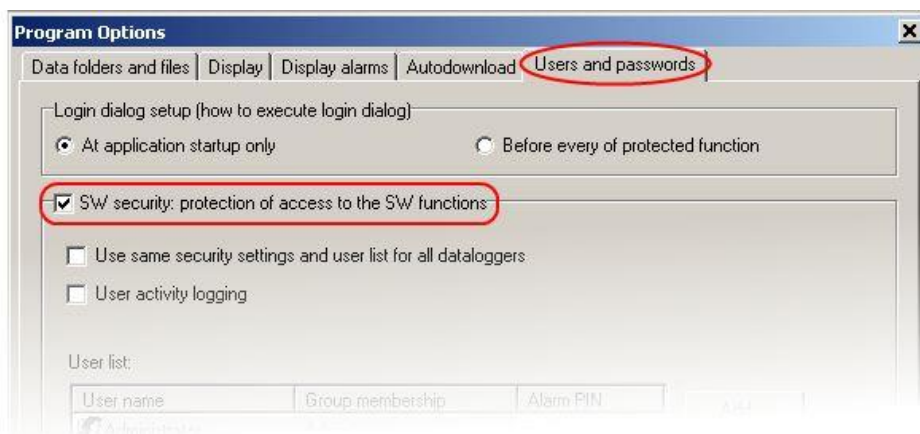 Program Options
Data folders and files Display Display alarms Autodownload Users and passwords
Login dialog setup (how to execute login dialog)
At application startup only Before every of protected function
SW security: protection of access to the SW functions
Use same security settings and user list for all dataloggers
User activity logging
User list:
User name Group membership Alarm PIN Add
Administrator